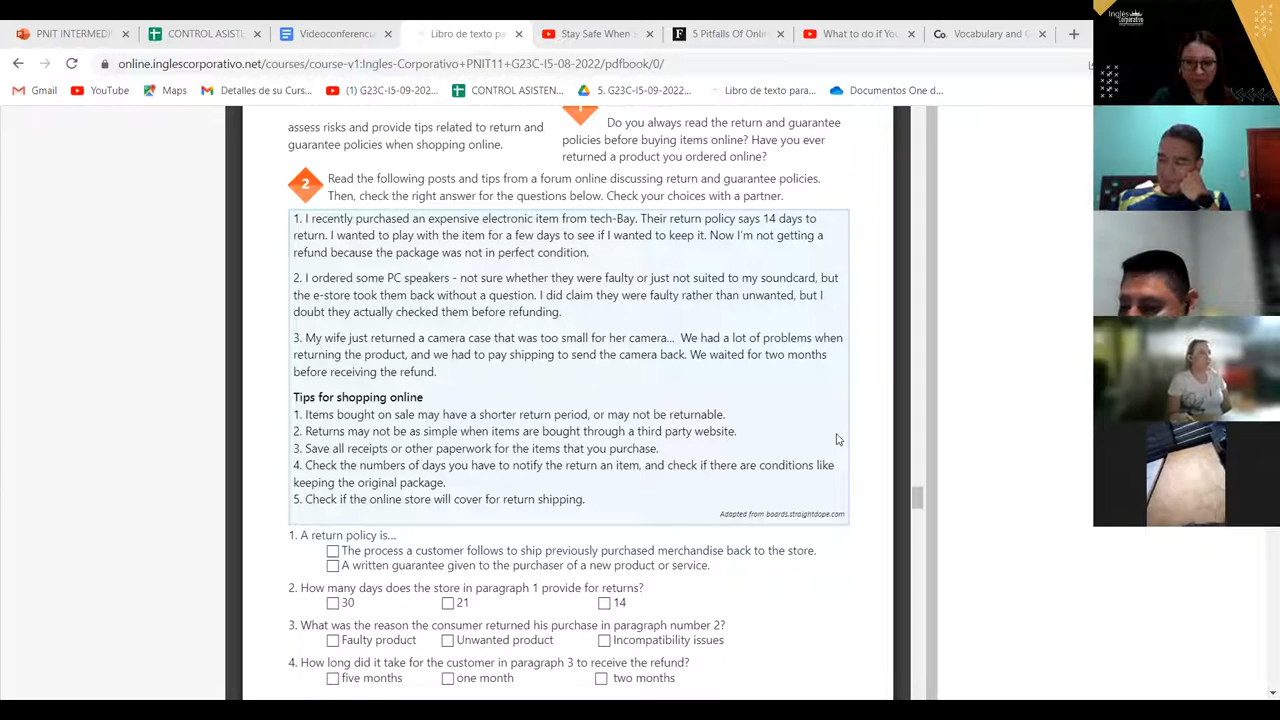 PNIT INTERMED
CONTROL ASIST
Videoconferenc
Libro de texto pa
Stay Safe When
5 Pitfalls Of Onli
What to do if You
Co. Vocabulary and
online.inglescorporativo.net/courses/course-v1:Ingles-Corporativo+PNIT11+G23C-I5-08-2022/pdfbook/0/
Gmail
YouTube
Maps
Detalles de su Curs...
(1) G23C-I5-09-202...
CONTROL ASISTEN...
5. G23C-I5-09-2022...
Libro de texto para...
Documentos One d...
Inglés
Corporativo
assess risks and provide tips related to return and
guarantee policies when shopping online.
1
Do you always read the return and guarantee
policies before buying items online? Have you ever
returned a product you ordered online?
2
Read the following posts and tips from a forum online discussing return and guarantee policies.
Then, check the right answer for the questions below. Check your choices with a partner.
1. I recently purchased an expensive electronic item from tech-Bay. Their return policy says 14 days to
return. I wanted to play with the item for a few days to see if I wanted to keep it. Now I'm not getting a
refund because the package was not in perfect condition.
2. I ordered some PC speakers - not sure whether they were faulty or just not suited to my soundcard, but
the e-store took them back without a question. I did claim they were faulty rather than unwanted, but I
doubt they actually checked them before refunding.
3. My wife just returned a camera case that was too small for her camera... We had a lot of problems when
returning the product, and we had to pay shipping to send the camera back. We waited for two months
before receiving the refund.
Tips for shopping online
1. Items bought on sale may have a shorter return period, or may not be returnable.
2. Returns may not be as simple when items are bought through a third party website.
3. Save all receipts or other paperwork for the items that you purchase.
4. Check the numbers of days you have to notify the return an item, and check if there are conditions like
keeping the original package.
5. Check if the online store will cover for return shipping.
Adapted from boards.straightdope.com
1. A return policy is...
The process a customer follows to ship previously purchased merchandise back to the store.
A written guarantee given to the purchaser of a new product or service.
2. How many days does the store in paragraph 1 provide for returns?
30 21 14
3. What was the reason the consumer returned his purchase in paragraph number 2?
Faulty product Unwanted product Incompatibility issues
4. How long did it take for the customer in paragraph 3 to receive the refund?
five months one month two months